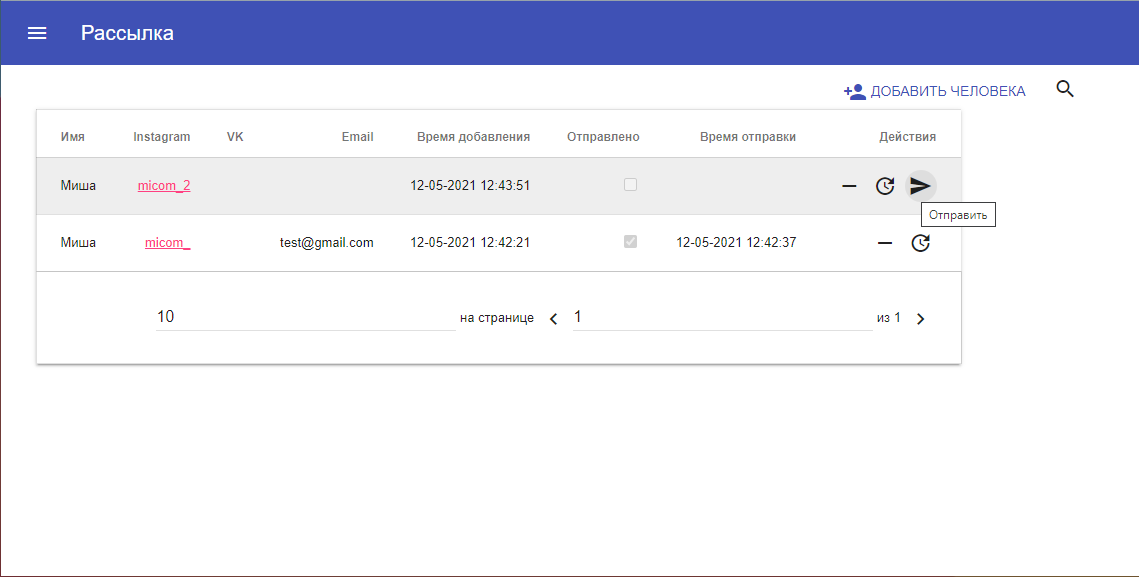 Рассылка
ДОБАВИТЬ ЧЕЛОВЕКА
Имя Instagram VK Email Время добавления Отправлено Время отправки Действия
Миша micom_2 12-05-2021 12:43:51
Отправить
Миша micom_ test@gmail.com 12-05-2021 12:42:21 12-05-2021 12:42:37
10 на странице 1 из 1